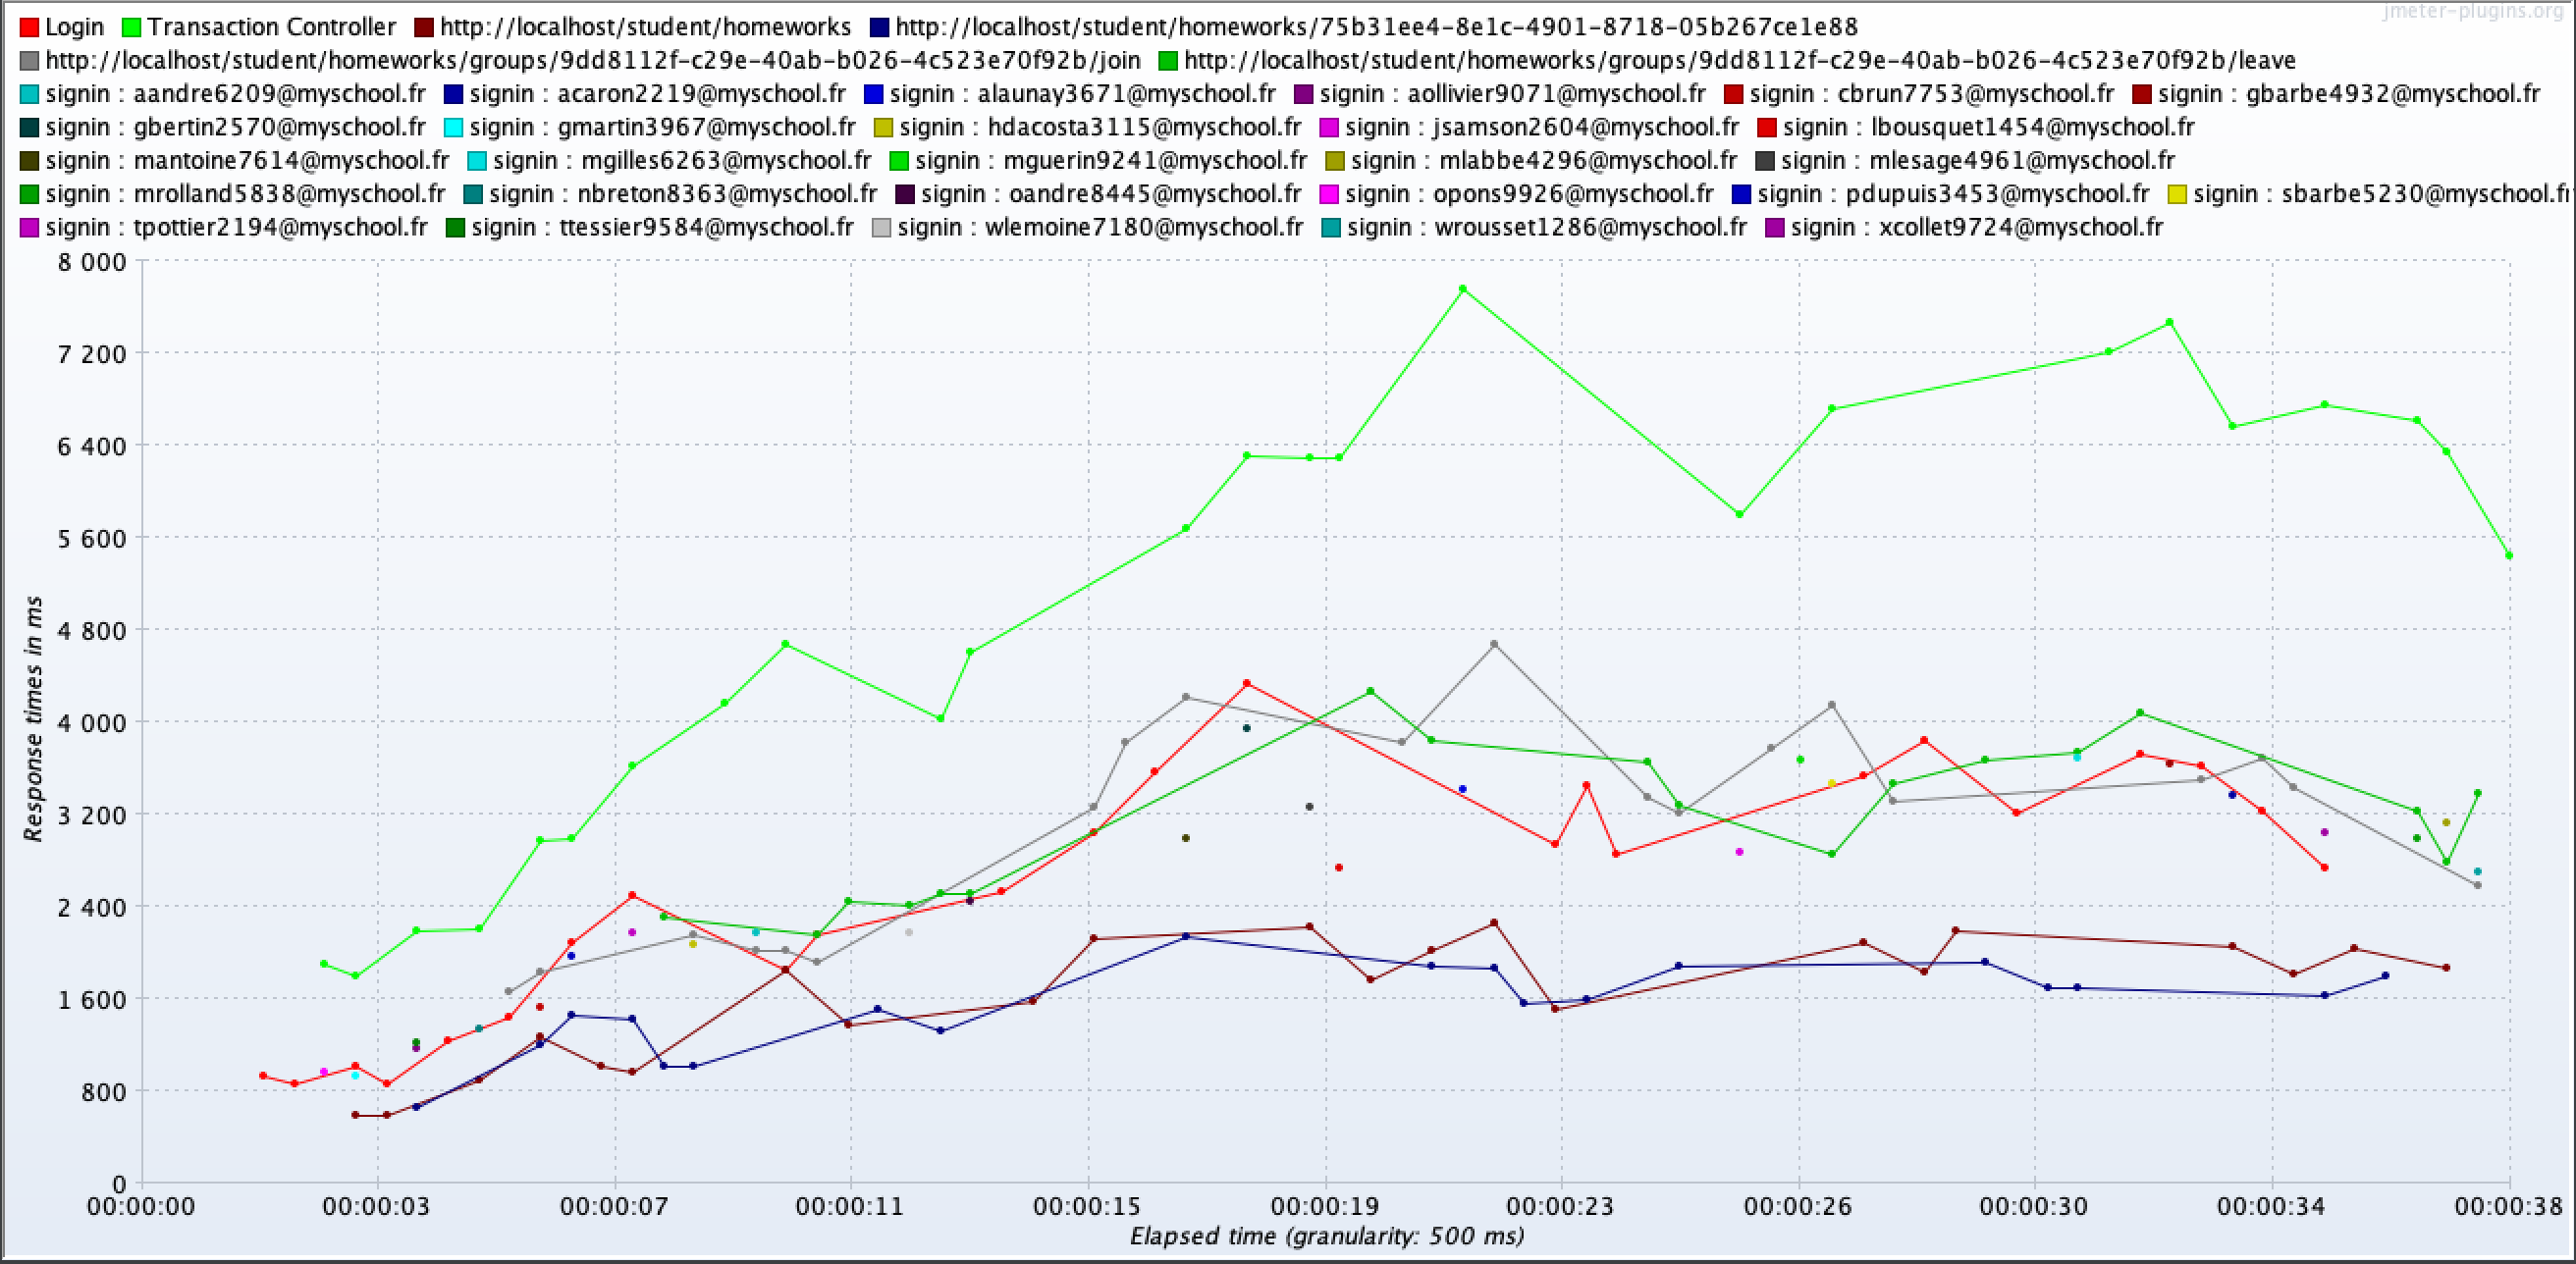 jmeter-plugins.org
Login Transaction Controller http://localhost/student/homeworks http://localhost/student/homeworks/75b31ee4-8e1c-4901-8718-05b267ce1e88
http://localhost/student/homeworks/groups/9dd8112f-c29e-40ab-b026-4c523e70f92b/join http://localhost/student/homeworks/groups/9dd8112f-c29e-40ab-b026-4c523e70f92b/leave
signin : aandre6209@myschool.fr signin : acaron2219@myschool.fr signin : alaunay3671@myschool.fr signin : aollivier9071@myschool.fr signin : cbrun7753@myschool.fr signin : gbarbe4932@myschool.fr
signin : gbertin2570@myschool.fr signin : gmartin3967@myschool.fr signin : hdacosta3115@myschool.fr signin : jsamson2604@myschool.fr signin : lbousquet1454@myschool.fr
signin : mantoine7614@myschool.fr signin : mgilles6263@myschool.fr signin : mguerin9241@myschool.fr signin : mlabbe4296@myschool.fr signin : mlesage4961@myschool.fr
signin : mrolland5838@myschool.fr signin : nbreton8363@myschool.fr signin : oandre8445@myschool.fr signin : opons9926@myschool.fr signin : pdupuis3453@myschool.fr signin : sbarbe5230@myschool.fr
signin : tpottier2194@myschool.fr signin : ttessier9584@myschool.fr signin : wlemoine7180@myschool.fr signin : wrousset1286@myschool.fr signin : xcollet9724@myschool.fr
8 000
7 200
6 400
5 600
4 800
4 000
3 200
2 400
1 600
800
0
Response times in ms
00:00:00 00:00:03 00:00:07 00:00:11 00:00:15 00:00:19 00:00:23 00:00:26 00:00:30 00:00:34 00:00:38
Elapsed time (granularity: 500 ms)